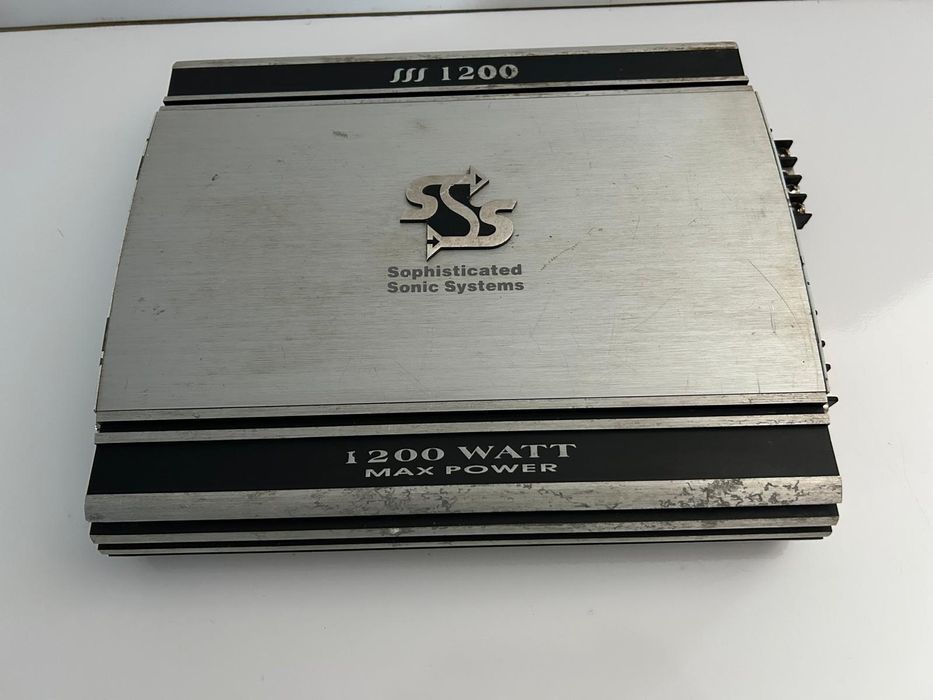 SSS 1200
SSS
Sophisticated
Sonic Systems
1200 WATT
MAX POWER